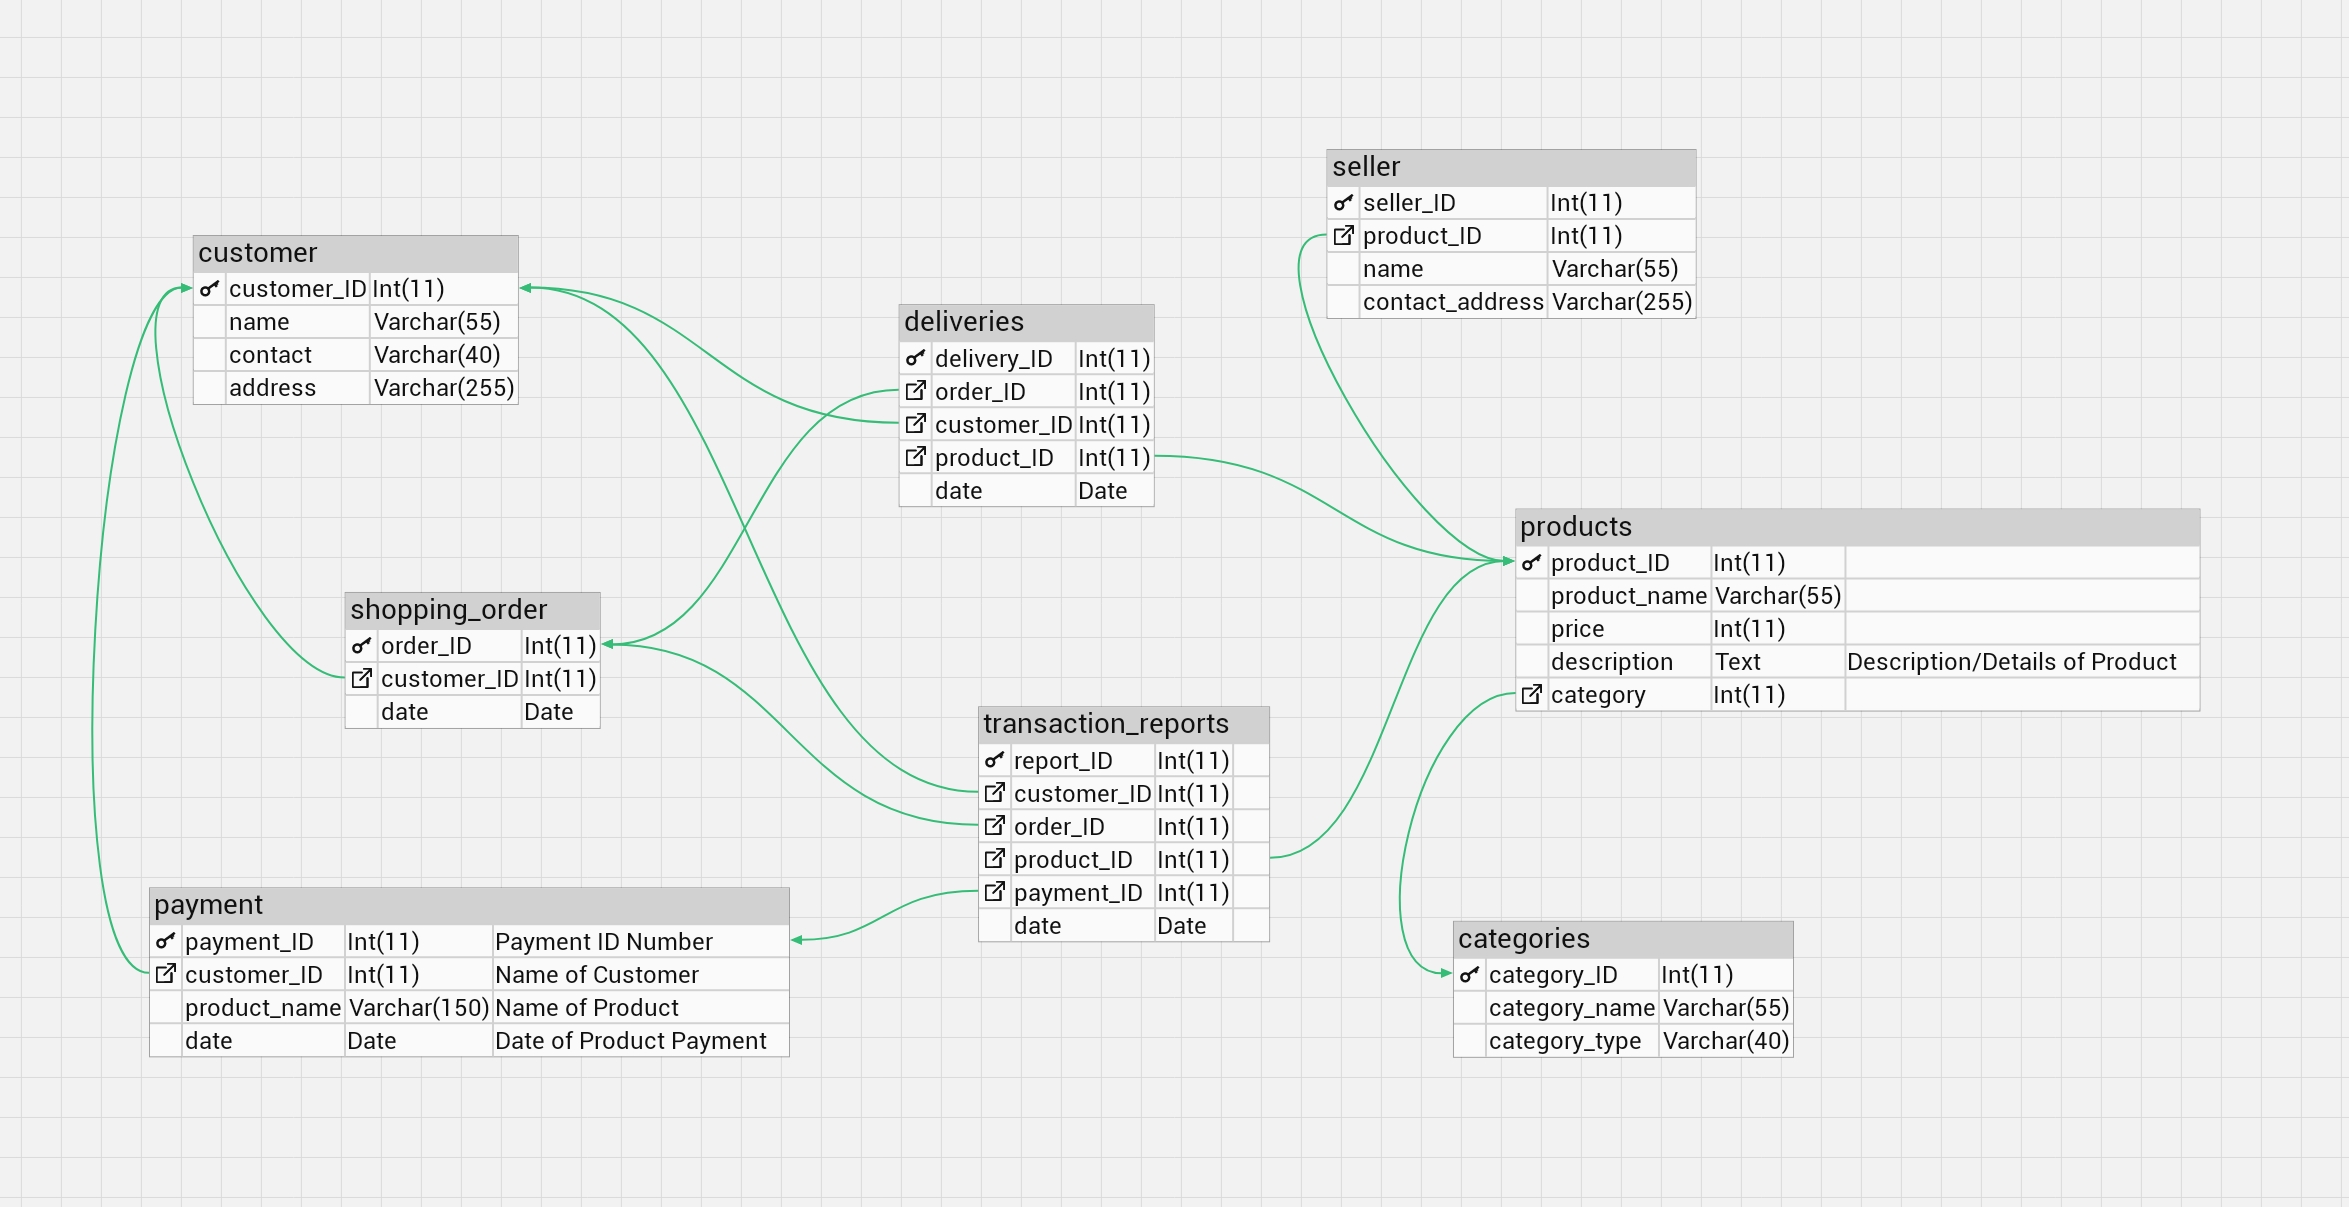 customer
customer_ID Int(11)
name Varchar(55)
contact Varchar(40)
address Varchar(255)
deliveries
delivery_ID Int(11)
order_ID Int(11)
customer_ID Int(11)
product_ID Int(11)
date Date
seller
seller_ID Int(11)
product_ID Int(11)
name Varchar(55)
contact_address Varchar(255)
products
product_ID Int(11)
product_name Varchar(55)
price Int(11)
description Text Description/Details of Product
category Int(11)
shopping_order
order_ID Int(11)
customer_ID Int(11)
date Date
transaction_reports
report_ID Int(11)
customer_ID Int(11)
order_ID Int(11)
product_ID Int(11)
payment_ID Int(11)
date Date
payment
payment_ID Int(11) Payment ID Number
customer_ID Int(11) Name of Customer
product_name Varchar(150) Name of Product
date Date Date of Product Payment
categories
category_ID Int(11)
category_name Varchar(55)
category_type Varchar(40)